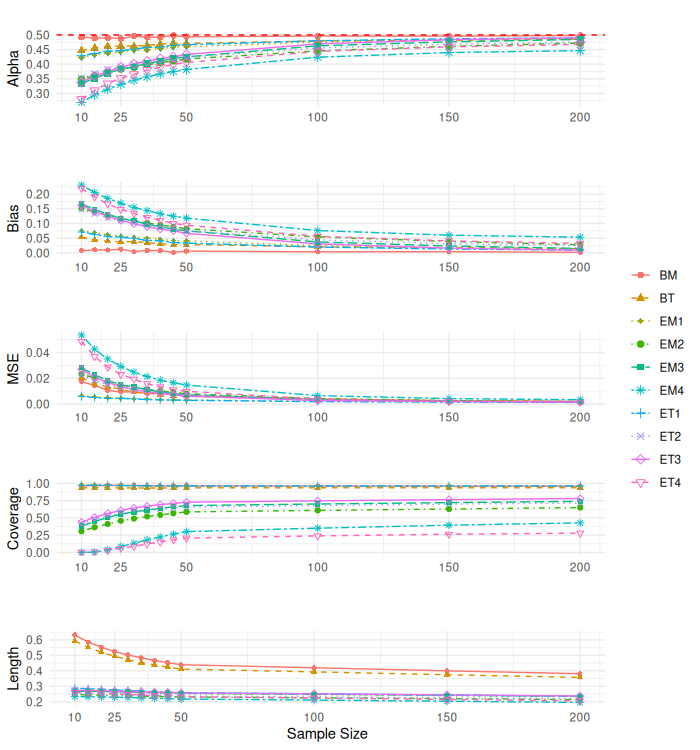 Alpha
0.50
0.45
0.40
0.35
0.30
10 25 50 100 150 200
Bias
0.20
0.15
0.10
0.05
0.00
10 25 50 100 150 200
MSE
0.04
0.02
0.00
10 25 50 100 150 200
Coverage
1.00
0.75
0.50
0.25
0.00
10 25 50 100 150 200
Length
0.6
0.5
0.4
0.3
0.2
10 25 50 100 150 200
Sample Size
BM
BT
EM1
EM2
EM3
EM4
ET1
ET2
ET3
ET4